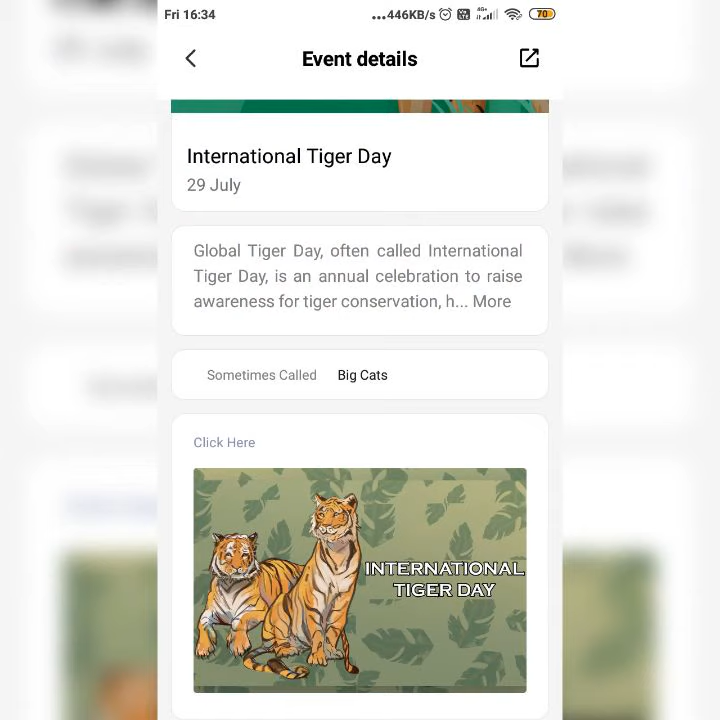 Fri 16:34
...446KB/s 4G+ 70
Event details
International Tiger Day
29 July
Global Tiger Day, often called International
Tiger Day, is an annual celebration to raise
awareness for tiger conservation, h... More
Sometimes Called Big Cats
Click Here
INTERNATIONAL
TIGER DAY